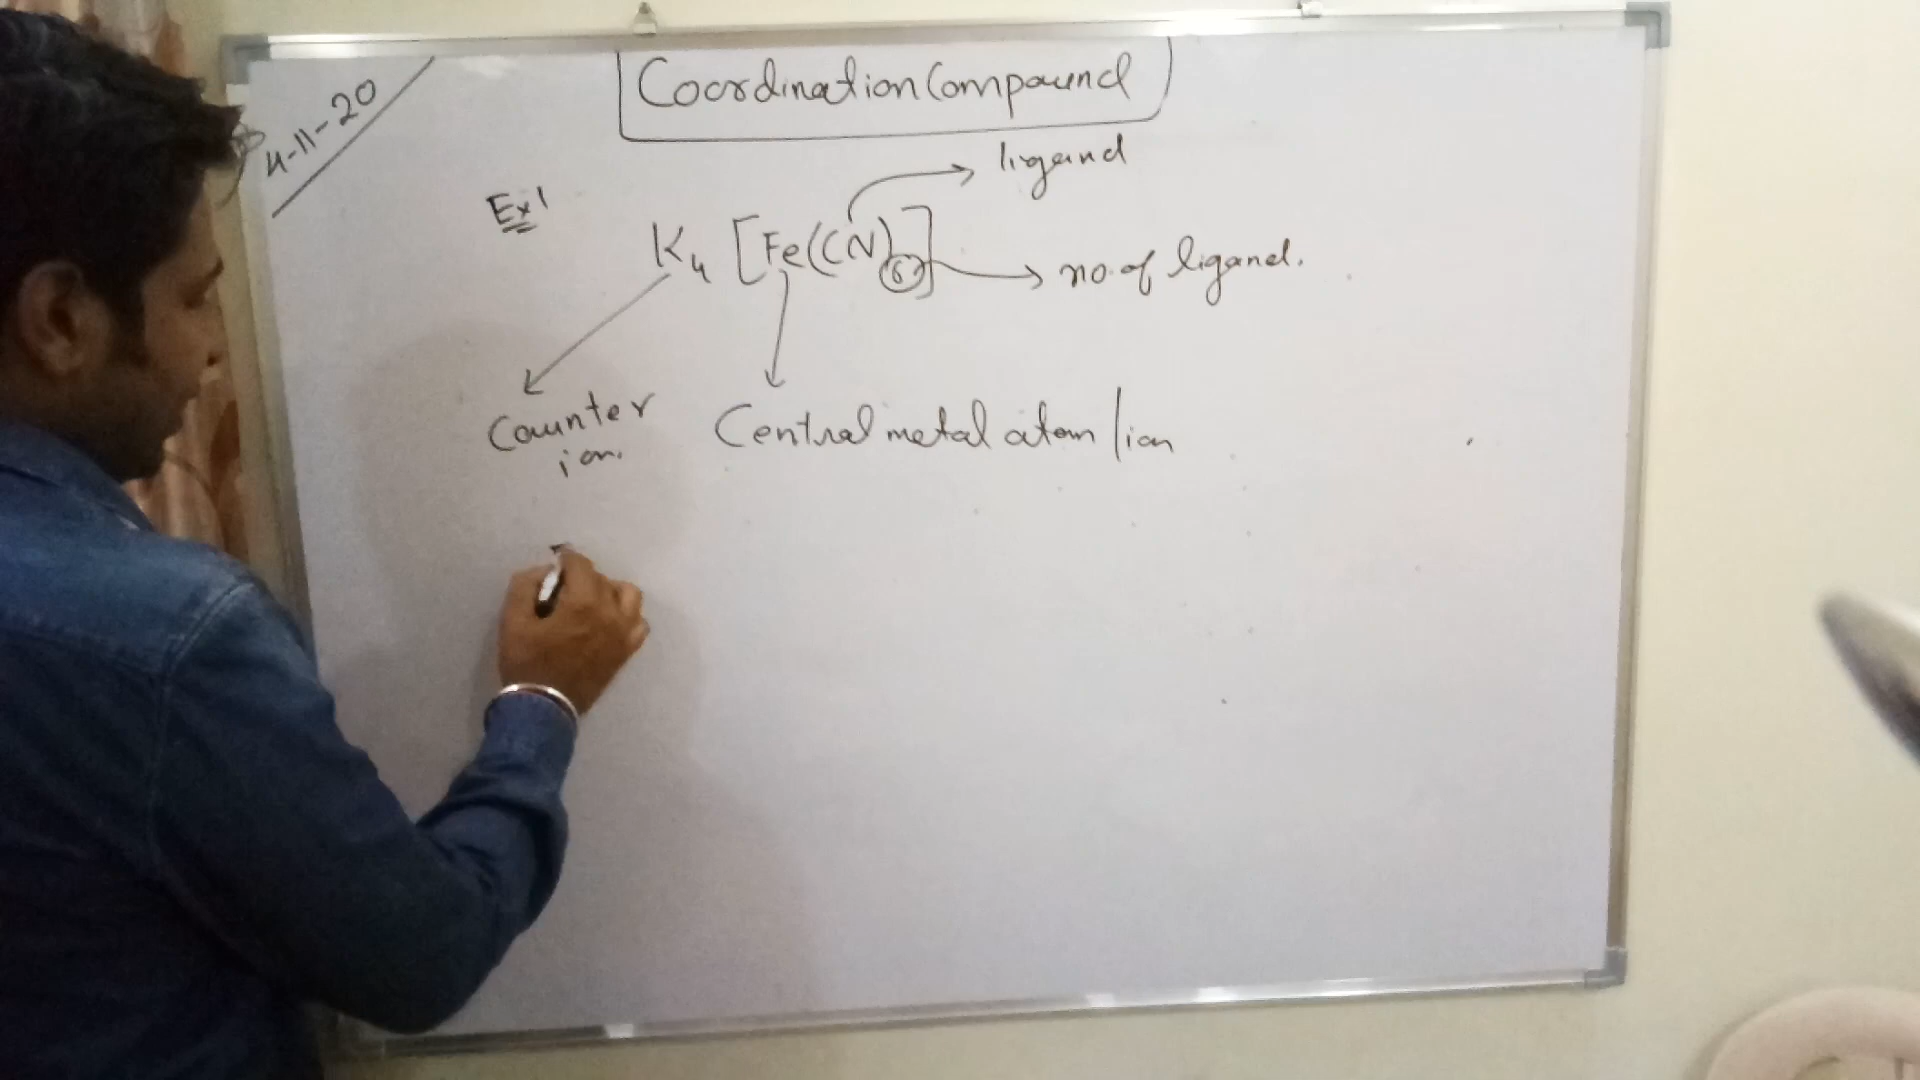 4-11-20
Coordination Compound
ligand
Ex1
K4 [Fe(CN)6]
no. of ligand.
Counter
ion.
Central metal atom/ion